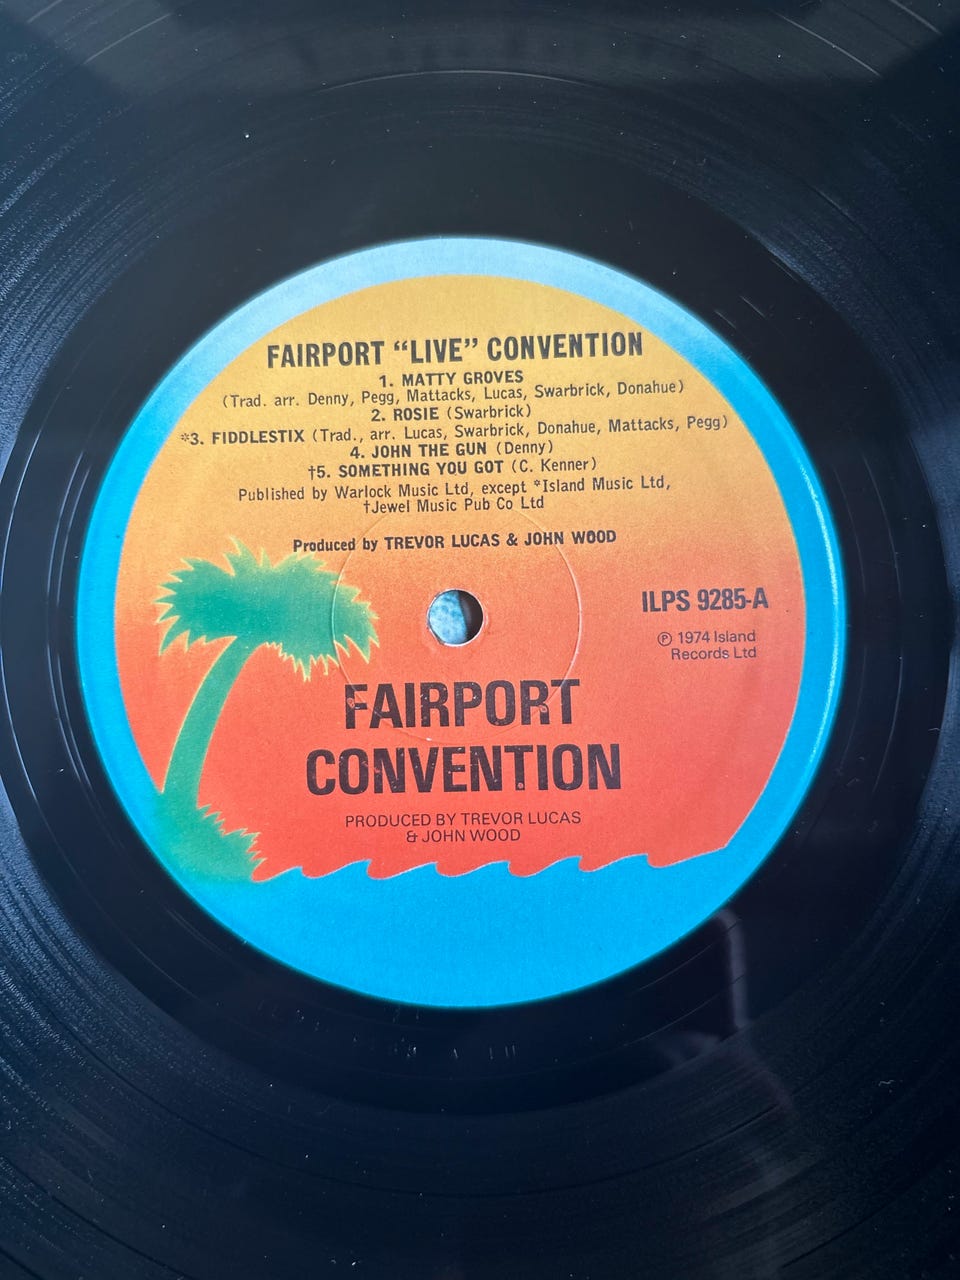 FAIRPORT “LIVE” CONVENTION
1. MATTY GROVES
(Trad. arr. Denny, Pegg, Mattacks, Lucas, Swarbrick, Donahue)
2. ROSIE (Swarbrick)
*3. FIDDLESTIX (Trad., arr. Lucas, Swarbrick, Donahue, Mattacks, Pegg)
4. JOHN THE GUN (Denny)
†5. SOMETHING YOU GOT (C. Kenner)
Published by Warlock Music Ltd, except *Island Music Ltd,
†Jewel Music Pub Co Ltd
Produced by TREVOR LUCAS & JOHN WOOD
ILPS 9285-A
℗ 1974 Island
Records Ltd
FAIRPORT
CONVENTION
PRODUCED BY TREVOR LUCAS
& JOHN WOOD